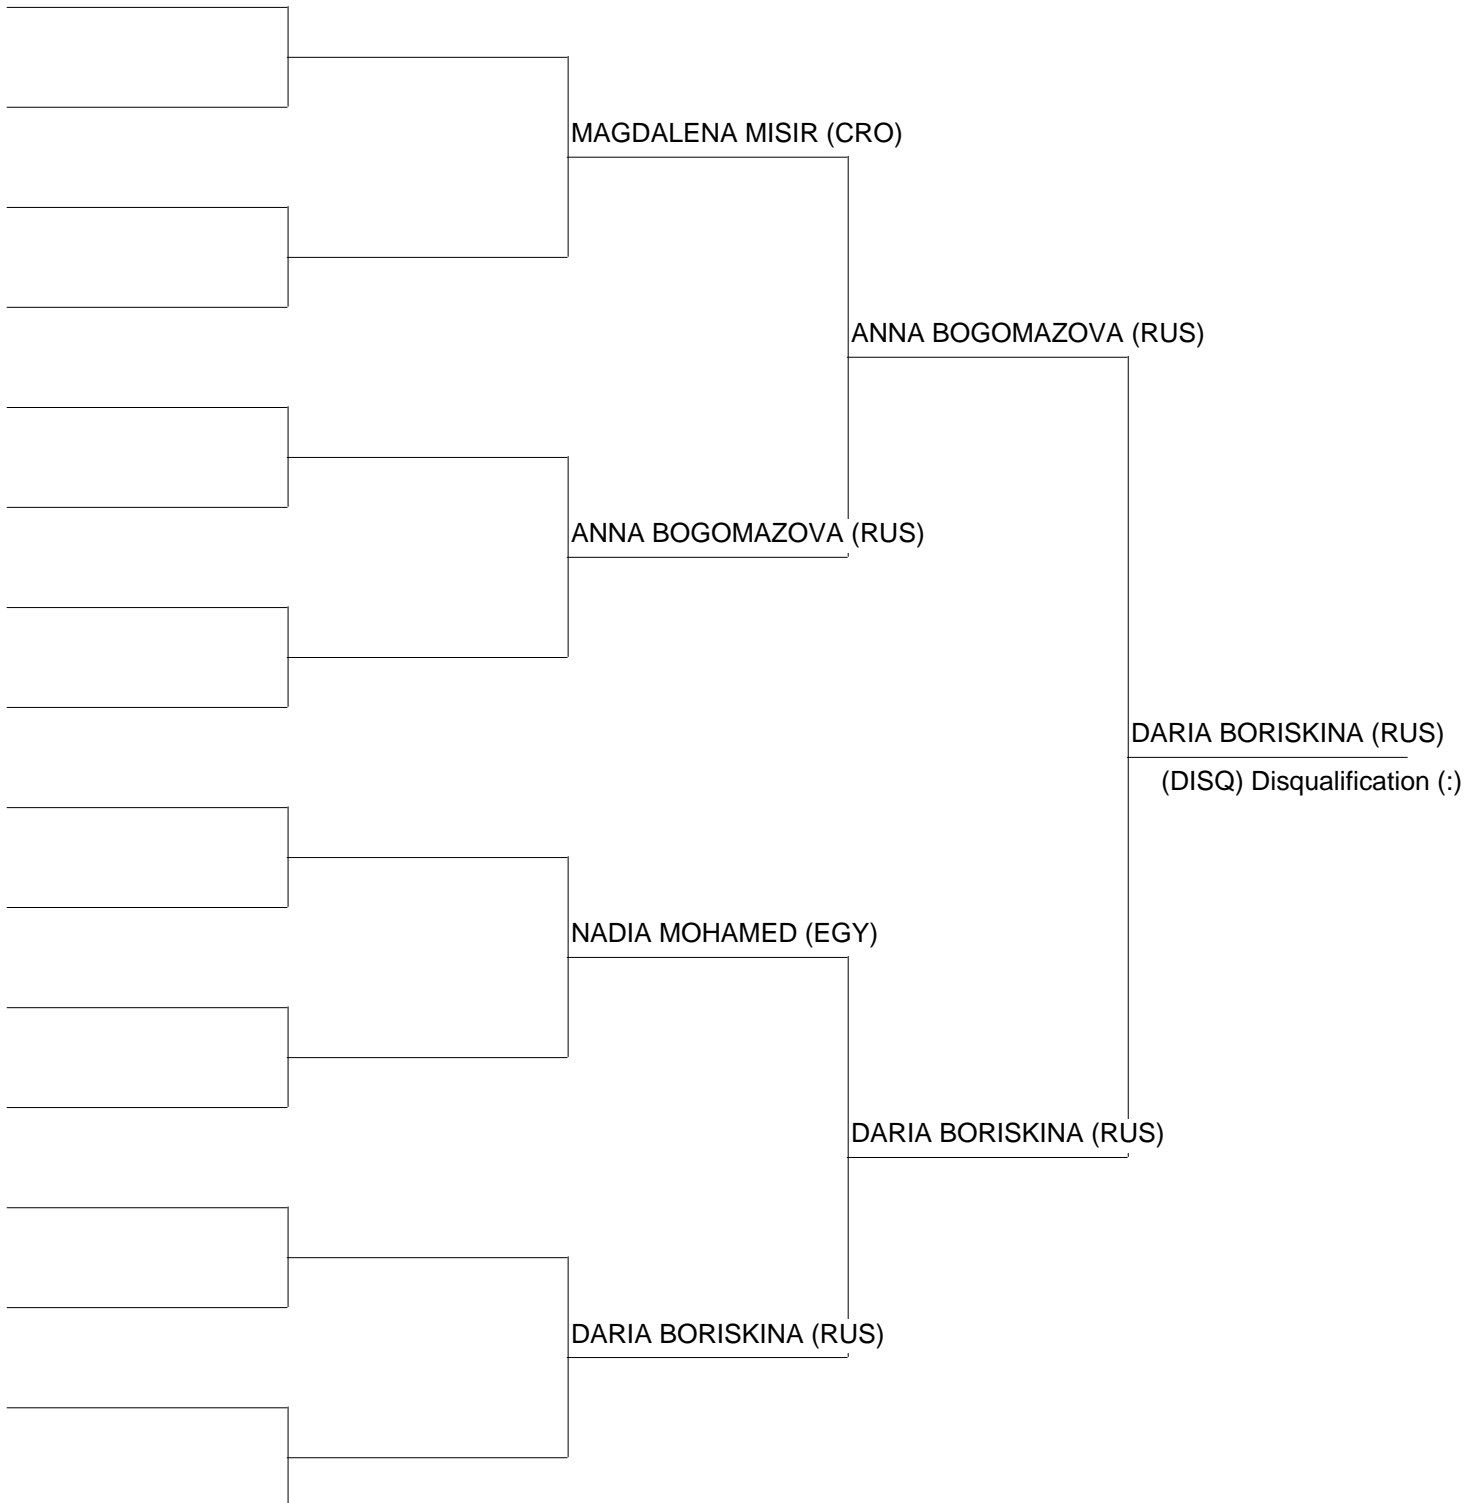 MAGDALENA MISIR (CRO)
ANNA BOGOMAZOVA (RUS)
ANNA BOGOMAZOVA (RUS)
DARIA BORISKINA (RUS)
(DISQ) Disqualification (:)
NADIA MOHAMED (EGY)
DARIA BORISKINA (RUS)
DARIA BORISKINA (RUS)